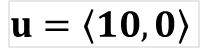 u = ⟨10,0⟩